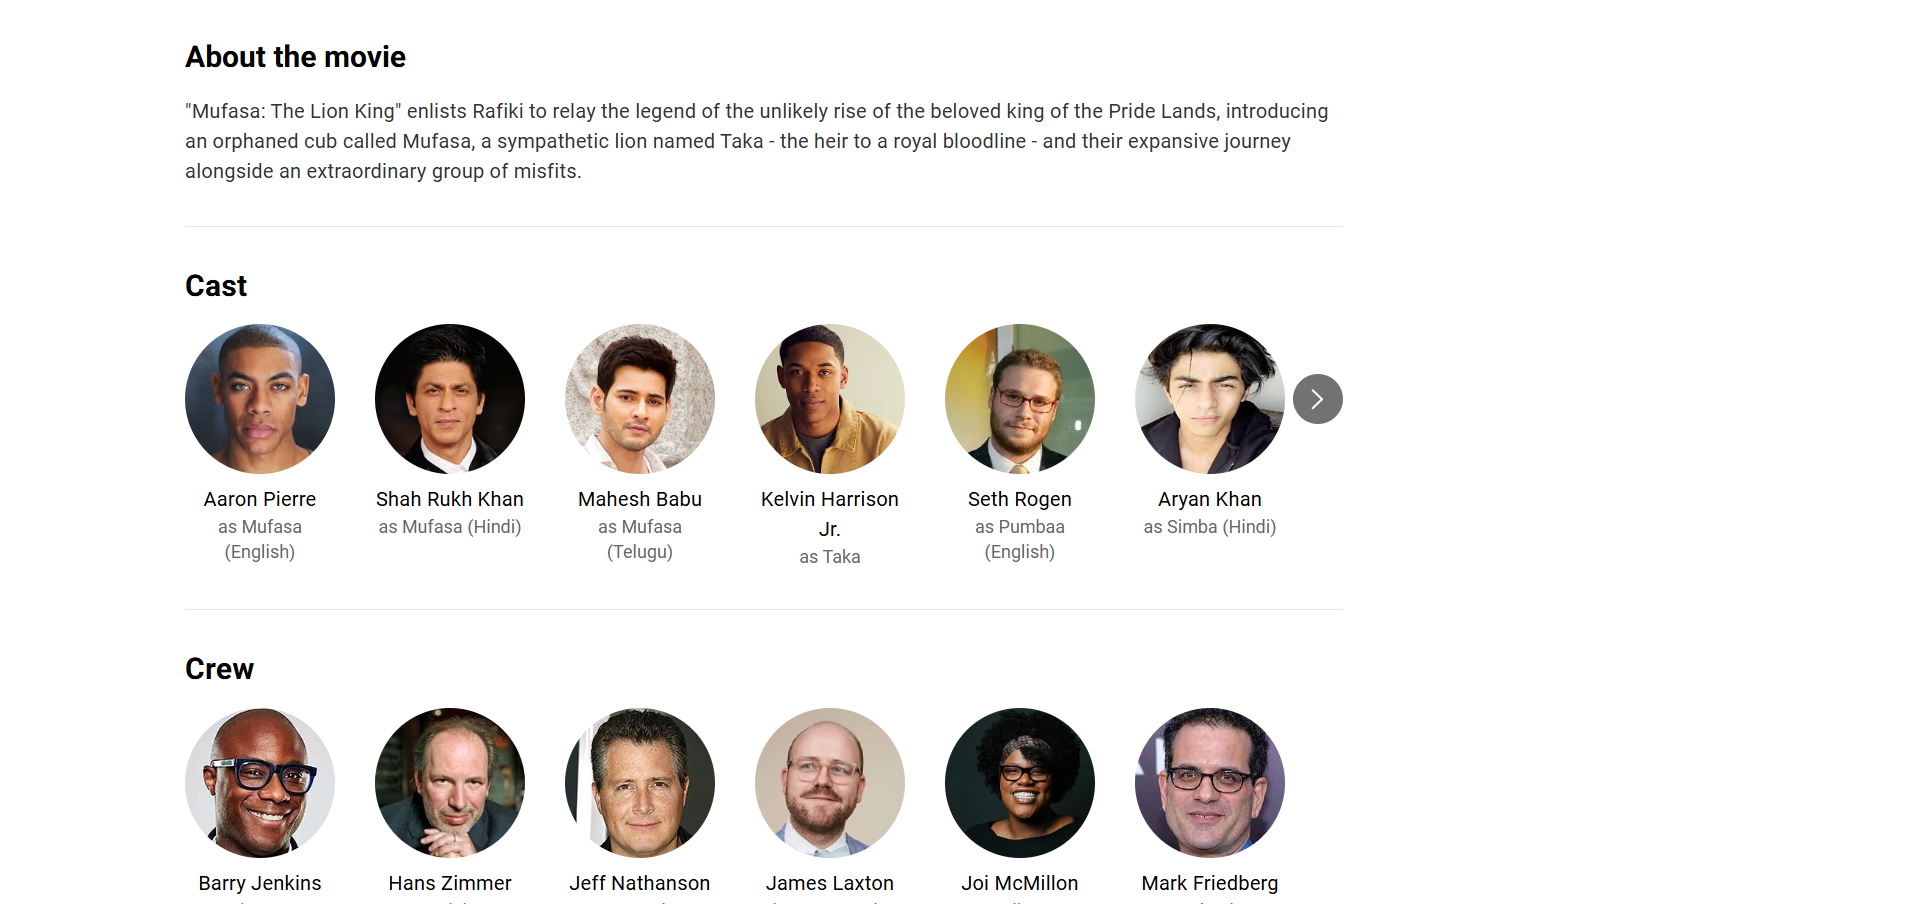 About the movie
"Mufasa: The Lion King" enlists Rafiki to relay the legend of the unlikely rise of the beloved king of the Pride Lands, introducing
an orphaned cub called Mufasa, a sympathetic lion named Taka - the heir to a royal bloodline - and their expansive journey
alongside an extraordinary group of misfits.
Cast
Aaron Pierre
as Mufasa
(English)
Shah Rukh Khan
as Mufasa (Hindi)
Mahesh Babu
as Mufasa
(Telugu)
Kelvin Harrison
Jr.
as Taka
Seth Rogen
as Pumbaa
(English)
Aryan Khan
as Simba (Hindi)
Crew
Barry Jenkins
Hans Zimmer
Jeff Nathanson
James Laxton
Joi McMillon
Mark Friedberg